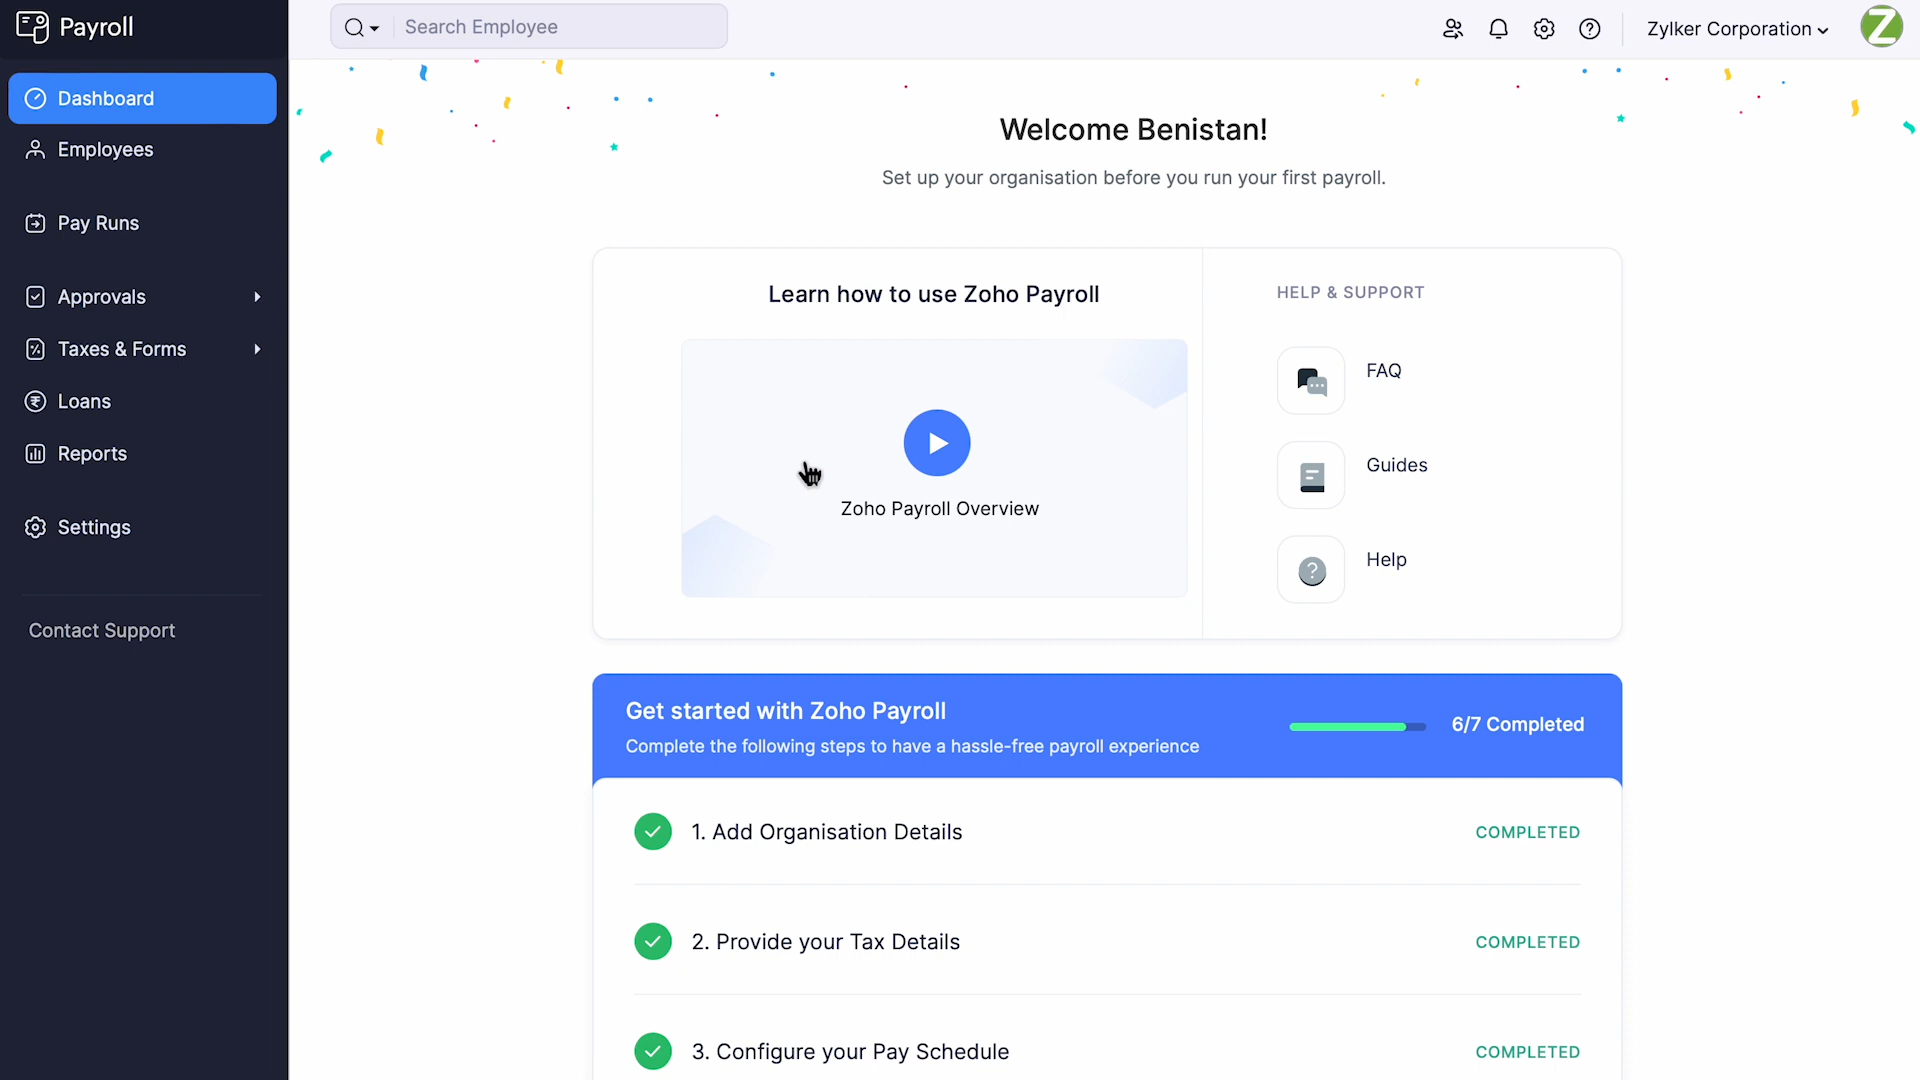 Payroll
Search Employee
Zylker Corporation
Z
Dashboard
Employees
Pay Runs
Approvals
Taxes & Forms
Loans
Reports
Settings
Contact Support
Welcome Benistan!
Set up your organisation before you run your first payroll.
Learn how to use Zoho Payroll
Zoho Payroll Overview
HELP & SUPPORT
FAQ
Guides
Help
Get started with Zoho Payroll
Complete the following steps to have a hassle-free payroll experience
6/7 Completed
1. Add Organisation Details
COMPLETED
2. Provide your Tax Details
COMPLETED
3. Configure your Pay Schedule
COMPLETED